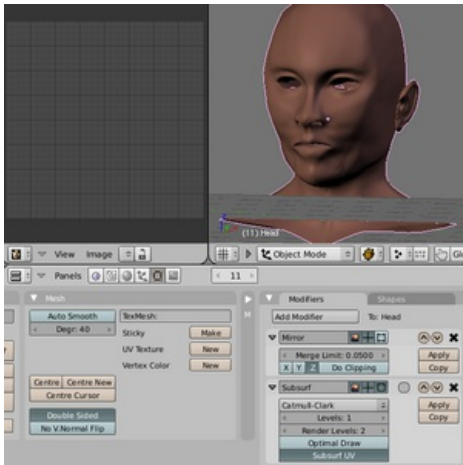 (11) Head
View Image
Object Mode
Panels
11
Mesh
Auto Smooth
Degr: 40
TexMesh:
Sticky Make
UV Texture New
Vertex Color New
Centre Centre New
Centre Cursor
Double Sided
No V.Normal Flip
M
Modifiers Shapes
Add Modifier To: Head
Mirror
Merge Limit: 0.0500
X Y Z Do Clipping
Apply
Copy
Subsurf
Catmull-Clark
Levels: 1
Render Levels: 2
Optimal Draw
Subsurf UV
Apply
Copy